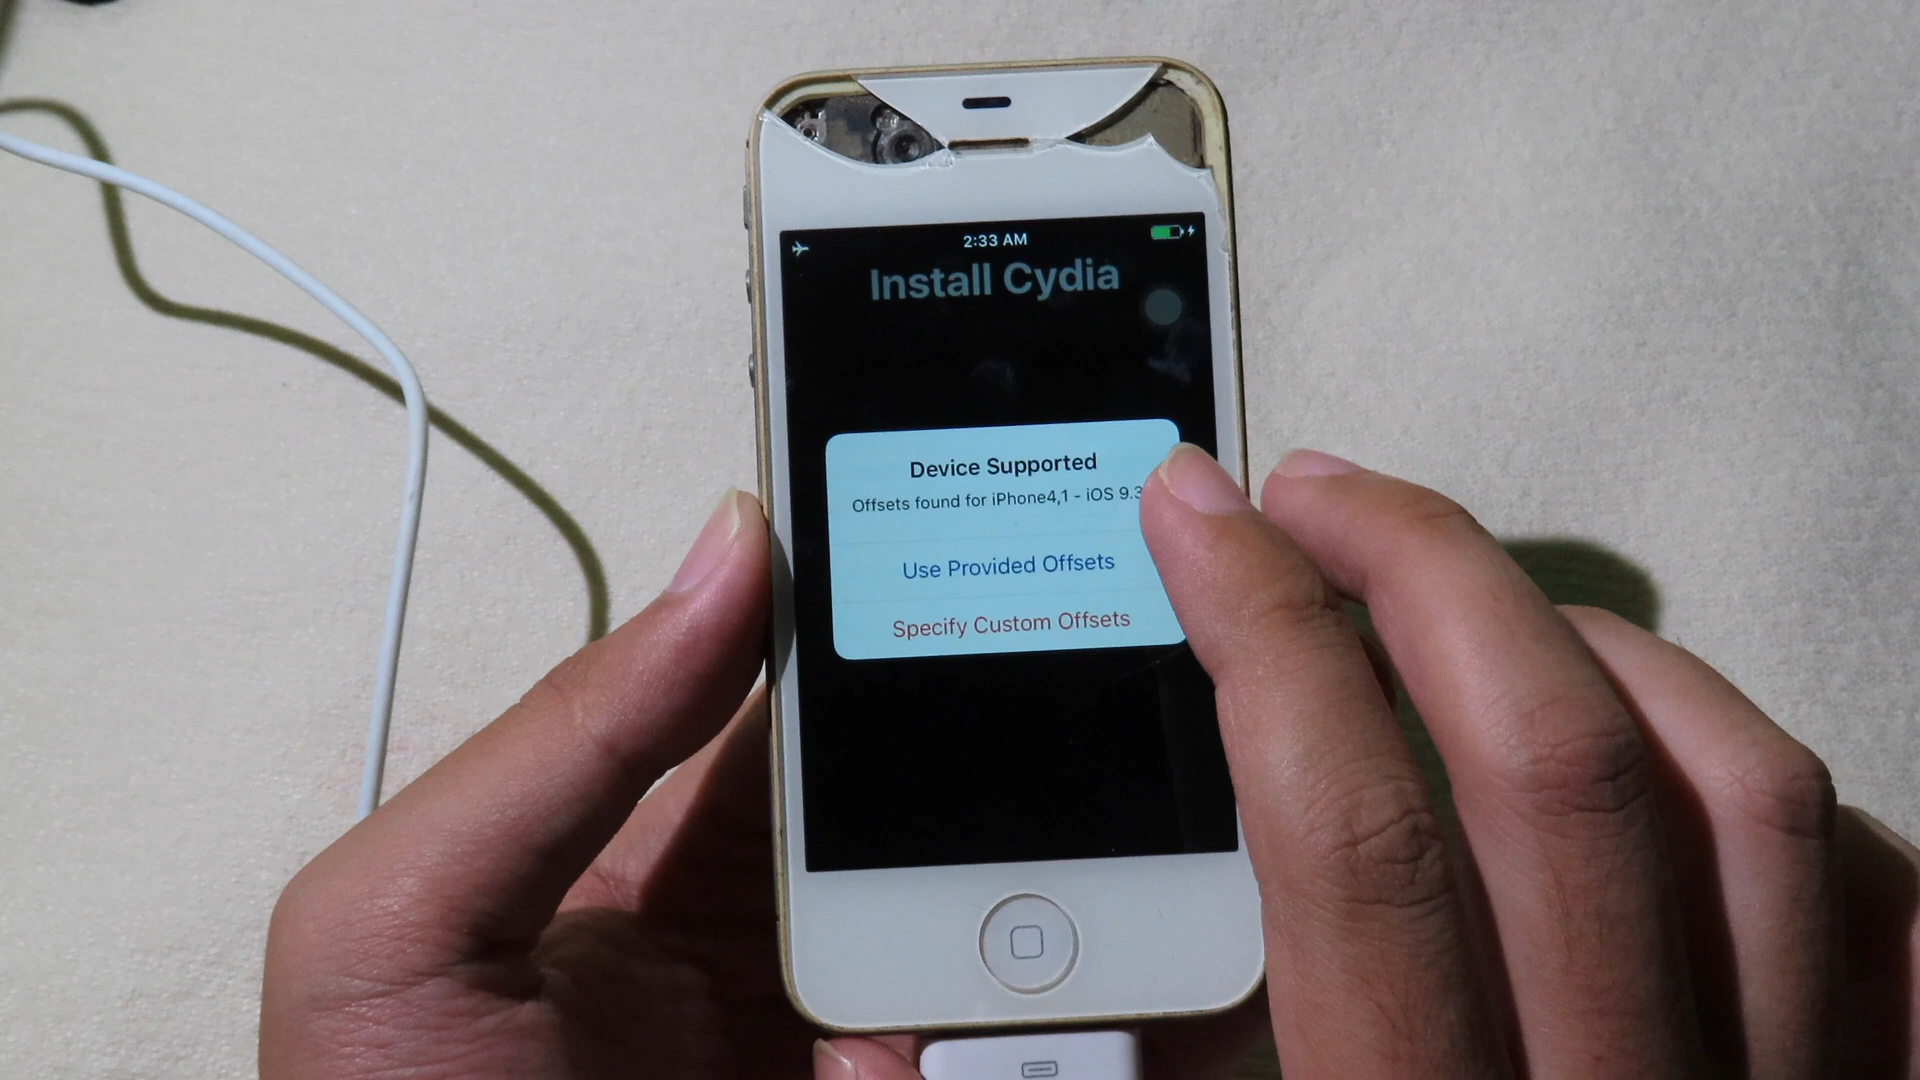 2:33 AM
Install Cydia
Device Supported
Offsets found for iPhone4,1 - iOS 9.3
Use Provided Offsets
Specify Custom Offsets